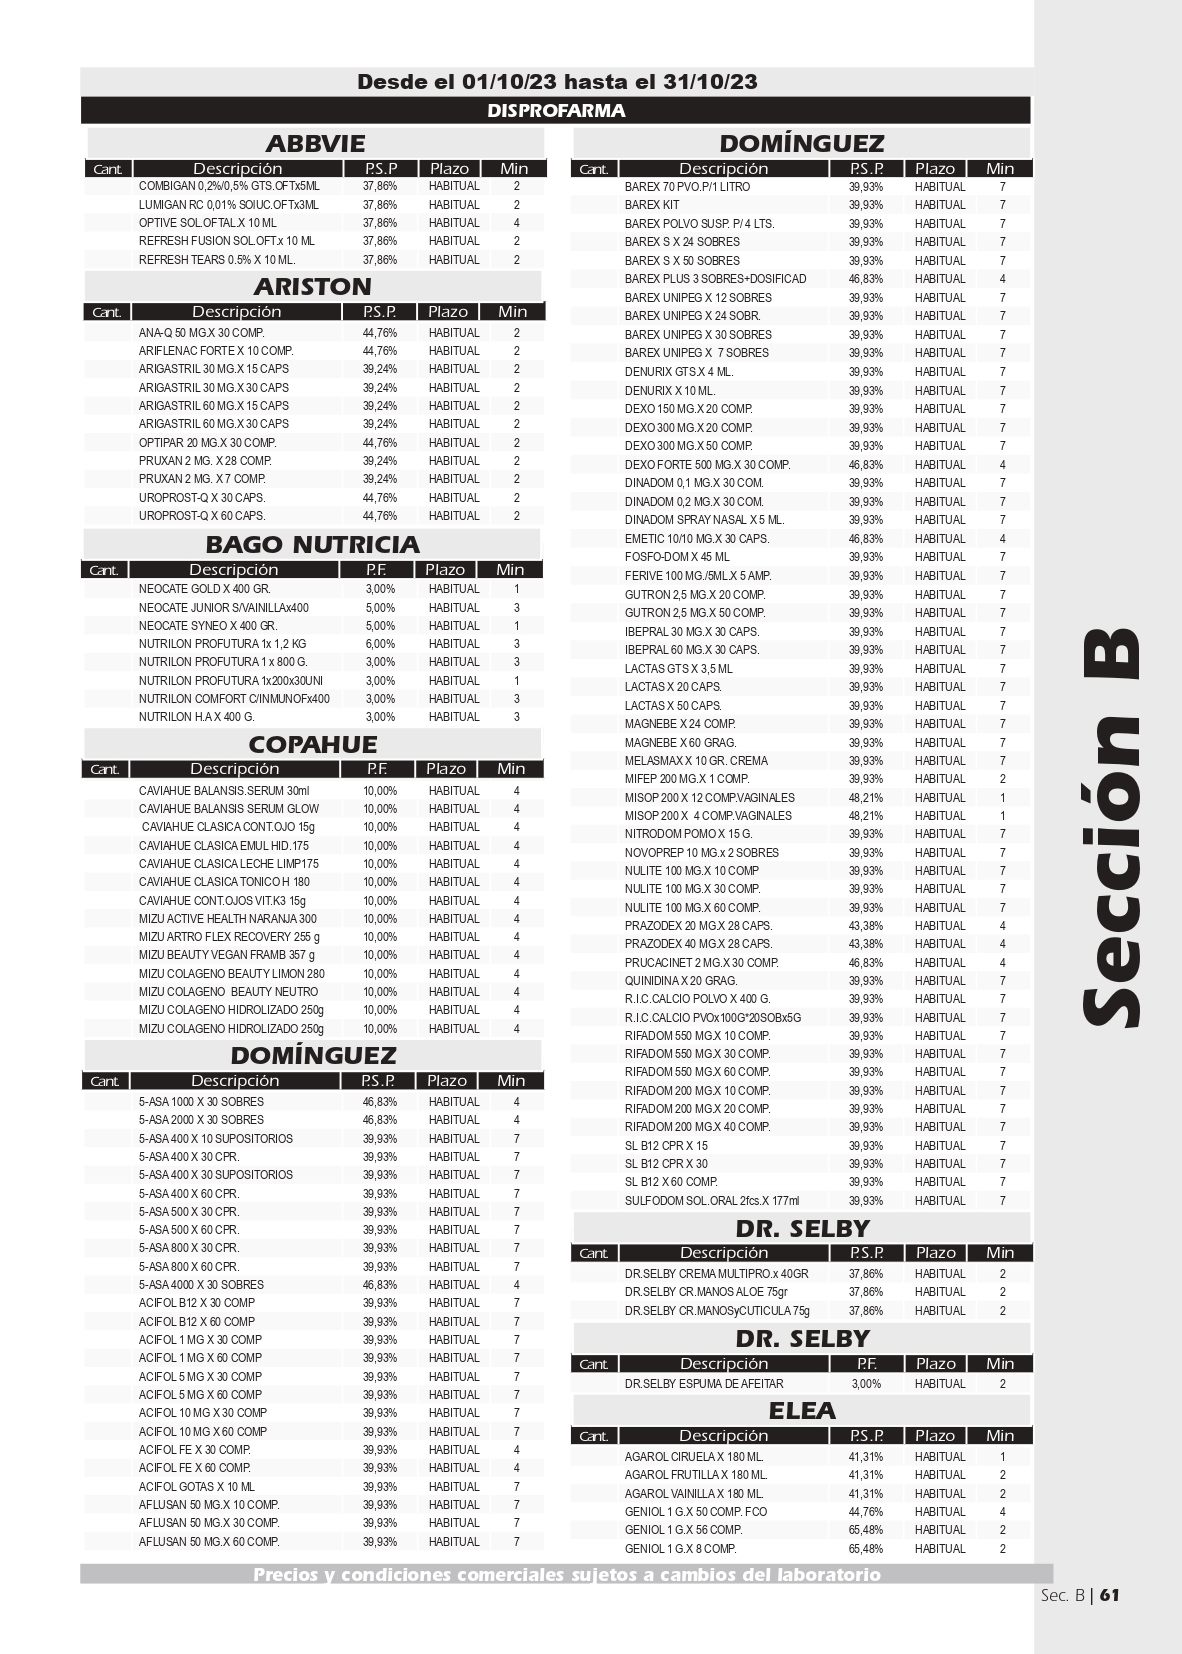 Desde el 01/10/23 hasta el 31/10/23
DISPROFARMA
ABBVIE
Cant. Descripción P.S.P Plazo Min
COMBIGAN 0,2%/0,5% GTS.OFTx5ML 37,86% HABITUAL 2
LUMIGAN RC 0,01% SOIUC.OFTx3ML 37,86% HABITUAL 2
OPTIVE SOL.OFTAL.X 10 ML 37,86% HABITUAL 4
REFRESH FUSION SOL.OFT.x 10 ML 37,86% HABITUAL 2
REFRESH TEARS 0.5% X 10 ML. 37,86% HABITUAL 2
ARISTON
Cant. Descripción P.S.P. Plazo Min
ANA-Q 50 MG.X 30 COMP. 44,76% HABITUAL 2
ARIFLENAC FORTE X 10 COMP. 44,76% HABITUAL 2
ARIGASTRIL 30 MG.X 15 CAPS 39,24% HABITUAL 2
ARIGASTRIL 30 MG.X 30 CAPS 39,24% HABITUAL 2
ARIGASTRIL 60 MG.X 15 CAPS 39,24% HABITUAL 2
ARIGASTRIL 60 MG.X 30 CAPS 39,24% HABITUAL 2
OPTIPAR 20 MG.X 30 COMP. 44,76% HABITUAL 2
PRUXAN 2 MG. X 28 COMP. 39,24% HABITUAL 2
PRUXAN 2 MG. X 7 COMP. 39,24% HABITUAL 2
UROPROST-Q X 30 CAPS. 44,76% HABITUAL 2
UROPROST-Q X 60 CAPS. 44,76% HABITUAL 2
BAGO NUTRICIA
Cant. Descripción P.F. Plazo Min
NEOCATE GOLD X 400 GR. 3,00% HABITUAL 1
NEOCATE JUNIOR S/VAINILLAx400 5,00% HABITUAL 3
NEOCATE SYNEO X 400 GR. 5,00% HABITUAL 1
NUTRILON PROFUTURA 1x 1,2 KG 6,00% HABITUAL 3
NUTRILON PROFUTURA 1 x 800 G. 3,00% HABITUAL 3
NUTRILON PROFUTURA 1x200x30UNI 3,00% HABITUAL 1
NUTRILON COMFORT C/INMUNOFx400 3,00% HABITUAL 3
NUTRILON H.A X 400 G. 3,00% HABITUAL 3
COPAHUE
Cant. Descripción P.F. Plazo Min
CAVIAHUE BALANSIS.SERUM 30ml 10,00% HABITUAL 4
CAVIAHUE BALANSIS SERUM GLOW 10,00% HABITUAL 4
CAVIAHUE CLASICA CONT.OJO 15g 10,00% HABITUAL 4
CAVIAHUE CLASICA EMUL HID.175 10,00% HABITUAL 4
CAVIAHUE CLASICA LECHE LIMP175 10,00% HABITUAL 4
CAVIAHUE CLASICA TONICO H 180 10,00% HABITUAL 4
CAVIAHUE CONT.OJOS VIT.K3 15g 10,00% HABITUAL 4
MIZU ACTIVE HEALTH NARANJA 300 10,00% HABITUAL 4
MIZU ARTRO FLEX RECOVERY 255 g 10,00% HABITUAL 4
MIZU BEAUTY VEGAN FRAMB 357 g 10,00% HABITUAL 4
MIZU COLAGENO BEAUTY LIMON 280 10,00% HABITUAL 4
MIZU COLAGENO BEAUTY NEUTRO 10,00% HABITUAL 4
MIZU COLAGENO HIDROLIZADO 250g 10,00% HABITUAL 4
MIZU COLAGENO HIDROLIZADO 250g 10,00% HABITUAL 4
DOMÍNGUEZ
Cant. Descripción P.S.P. Plazo Min
5-ASA 1000 X 30 SOBRES 46,83% HABITUAL 4
5-ASA 2000 X 30 SOBRES 46,83% HABITUAL 4
5-ASA 400 X 10 SUPOSITORIOS 39,93% HABITUAL 7
5-ASA 400 X 30 CPR. 39,93% HABITUAL 7
5-ASA 400 X 30 SUPOSITORIOS 39,93% HABITUAL 7
5-ASA 400 X 60 CPR. 39,93% HABITUAL 7
5-ASA 500 X 30 CPR. 39,93% HABITUAL 7
5-ASA 500 X 60 CPR. 39,93% HABITUAL 7
5-ASA 800 X 30 CPR. 39,93% HABITUAL 7
5-ASA 800 X 60 CPR. 39,93% HABITUAL 7
5-ASA 4000 X 30 SOBRES 46,83% HABITUAL 4
ACIFOL B12 X 30 COMP 39,93% HABITUAL 7
ACIFOL B12 X 60 COMP 39,93% HABITUAL 7
ACIFOL 1 MG X 30 COMP 39,93% HABITUAL 7
ACIFOL 1 MG X 60 COMP 39,93% HABITUAL 7
ACIFOL 5 MG X 30 COMP 39,93% HABITUAL 7
ACIFOL 5 MG X 60 COMP 39,93% HABITUAL 7
ACIFOL 10 MG X 30 COMP 39,93% HABITUAL 7
ACIFOL 10 MG X 60 COMP 39,93% HABITUAL 7
ACIFOL FE X 30 COMP. 39,93% HABITUAL 4
ACIFOL FE X 60 COMP. 39,93% HABITUAL 4
ACIFOL GOTAS X 10 ML 39,93% HABITUAL 7
AFLUSAN 50 MG.X 10 COMP. 39,93% HABITUAL 7
AFLUSAN 50 MG.X 30 COMP. 39,93% HABITUAL 7
AFLUSAN 50 MG.X 60 COMP. 39,93% HABITUAL 7
DOMÍNGUEZ
Cant. Descripción P.S.P. Plazo Min
BAREX 70 PVO.P/1 LITRO 39,93% HABITUAL 7
BAREX KIT 39,93% HABITUAL 7
BAREX POLVO SUSP. P/ 4 LTS. 39,93% HABITUAL 7
BAREX S X 24 SOBRES 39,93% HABITUAL 7
BAREX S X 50 SOBRES 39,93% HABITUAL 7
BAREX PLUS 3 SOBRES+DOSIFICAD 46,83% HABITUAL 4
BAREX UNIPEG X 12 SOBRES 39,93% HABITUAL 7
BAREX UNIPEG X 24 SOBR. 39,93% HABITUAL 7
BAREX UNIPEG X 30 SOBRES 39,93% HABITUAL 7
BAREX UNIPEG X 7 SOBRES 39,93% HABITUAL 7
DENURIX GTS.X 4 ML. 39,93% HABITUAL 7
DENURIX X 10 ML. 39,93% HABITUAL 7
DEXO 150 MG.X 20 COMP. 39,93% HABITUAL 7
DEXO 300 MG.X 20 COMP. 39,93% HABITUAL 7
DEXO 300 MG.X 50 COMP. 39,93% HABITUAL 7
DEXO FORTE 500 MG.X 30 COMP. 46,83% HABITUAL 4
DINADOM 0,1 MG.X 30 COM. 39,93% HABITUAL 7
DINADOM 0,2 MG.X 30 COM. 39,93% HABITUAL 7
DINADOM SPRAY NASAL X 5 ML. 39,93% HABITUAL 7
EMETIC 10/10 MG.X 30 CAPS. 46,83% HABITUAL 4
FOSFO-DOM X 45 ML 39,93% HABITUAL 7
FERIVE 100 MG./5ML.X 5 AMP. 39,93% HABITUAL 7
GUTRON 2,5 MG.X 20 COMP. 39,93% HABITUAL 7
GUTRON 2,5 MG.X 50 COMP. 39,93% HABITUAL 7
IBEPRAL 30 MG.X 30 CAPS. 39,93% HABITUAL 7
IBEPRAL 60 MG.X 30 CAPS. 39,93% HABITUAL 7
LACTAS GTS X 3,5 ML 39,93% HABITUAL 7
LACTAS X 20 CAPS. 39,93% HABITUAL 7
LACTAS X 50 CAPS. 39,93% HABITUAL 7
MAGNEBE X 24 COMP. 39,93% HABITUAL 7
MAGNEBE X 60 GRAG. 39,93% HABITUAL 7
MELASMAX X 10 GR. CREMA 39,93% HABITUAL 7
MIFEP 200 MG.X 1 COMP. 39,93% HABITUAL 2
MISOP 200 X 12 COMP.VAGINALES 48,21% HABITUAL 1
MISOP 200 X 4 COMP.VAGINALES 48,21% HABITUAL 1
NITRODOM POMO X 15 G. 39,93% HABITUAL 7
NOVOPREP 10 MG.x 2 SOBRES 39,93% HABITUAL 7
NULITE 100 MG.X 10 COMP 39,93% HABITUAL 7
NULITE 100 MG.X 30 COMP. 39,93% HABITUAL 7
NULITE 100 MG.X 60 COMP. 39,93% HABITUAL 7
PRAZODEX 20 MG.X 28 CAPS. 43,38% HABITUAL 4
PRAZODEX 40 MG.X 28 CAPS. 43,38% HABITUAL 4
PRUCACINET 2 MG.X 30 COMP. 46,83% HABITUAL 4
QUINIDINA X 20 GRAG. 39,93% HABITUAL 7
R.I.C.CALCIO POLVO X 400 G. 39,93% HABITUAL 7
R.I.C.CALCIO PVOx100G*20SOBx5G 39,93% HABITUAL 7
RIFADOM 550 MG.X 10 COMP. 39,93% HABITUAL 7
RIFADOM 550 MG.X 30 COMP. 39,93% HABITUAL 7
RIFADOM 550 MG.X 60 COMP. 39,93% HABITUAL 7
RIFADOM 200 MG.X 10 COMP. 39,93% HABITUAL 7
RIFADOM 200 MG.X 20 COMP. 39,93% HABITUAL 7
RIFADOM 200 MG.X 40 COMP. 39,93% HABITUAL 7
SL B12 CPR X 15 39,93% HABITUAL 7
SL B12 CPR X 30 39,93% HABITUAL 7
SL B12 X 60 COMP. 39,93% HABITUAL 7
SULFODOM SOL.ORAL 2fcs.X 177ml 39,93% HABITUAL 7
DR. SELBY
Cant. Descripción P.S.P. Plazo Min
DR.SELBY CREMA MULTIPRO.x 40GR 37,86% HABITUAL 2
DR.SELBY CR.MANOS ALOE 75gr 37,86% HABITUAL 2
DR.SELBY CR.MANOSyCUTICULA 75g 37,86% HABITUAL 2
DR. SELBY
Cant. Descripción P.F. Plazo Min
DR.SELBY ESPUMA DE AFEITAR 3,00% HABITUAL 2
ELEA
Cant. Descripción P.S.P. Plazo Min
AGAROL CIRUELA X 180 ML. 41,31% HABITUAL 1
AGAROL FRUTILLA X 180 ML. 41,31% HABITUAL 2
AGAROL VAINILLA X 180 ML. 41,31% HABITUAL 2
GENIOL 1 G.X 50 COMP. FCO 44,76% HABITUAL 4
GENIOL 1 G.X 56 COMP. 65,48% HABITUAL 2
GENIOL 1 G.X 8 COMP. 65,48% HABITUAL 2
Sección B
Precios y condiciones comerciales sujetos a cambios del laboratorio
Sec. B | 61